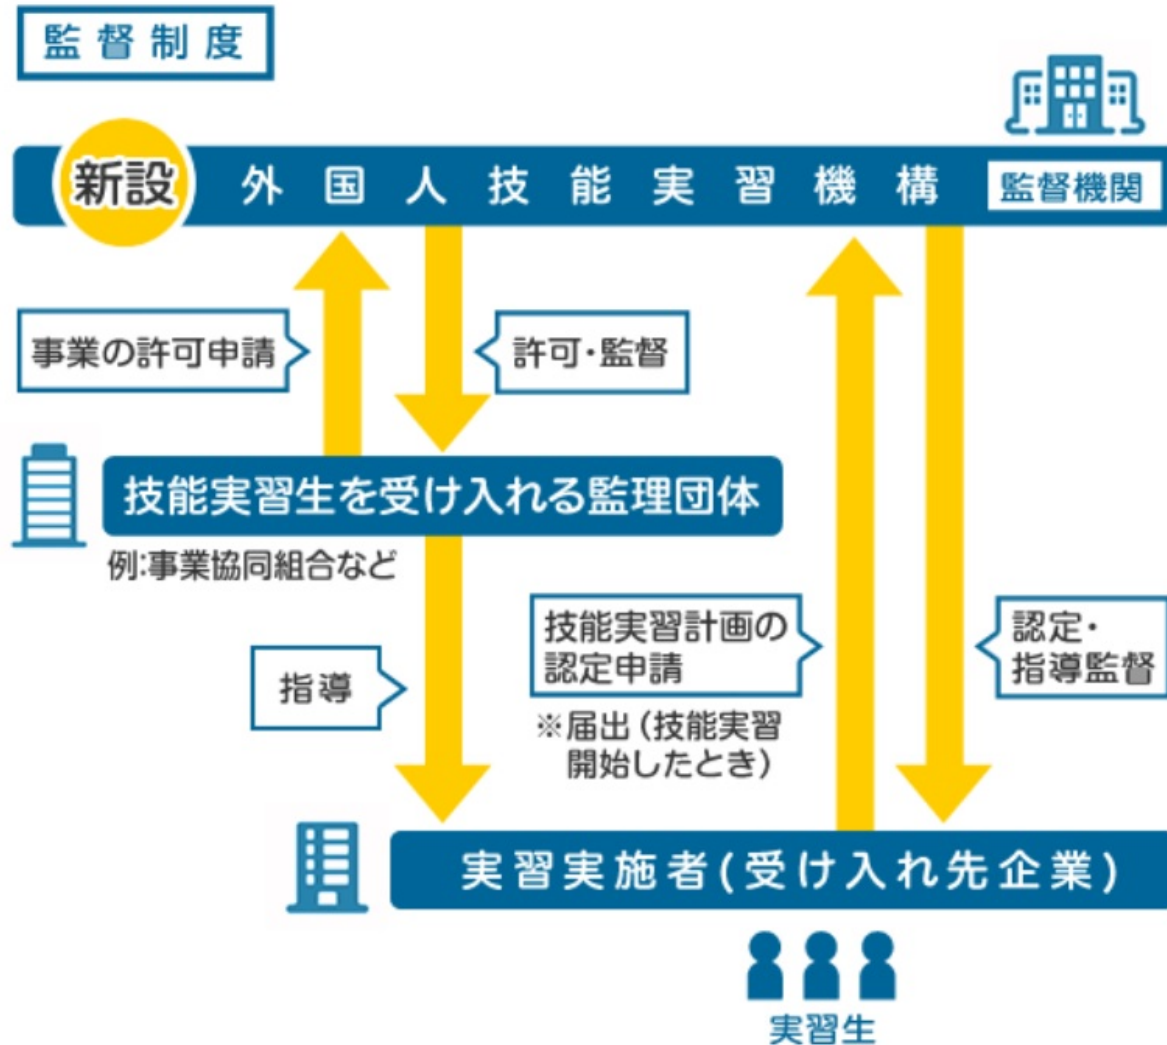 監督制度
新設
外国人技能実習機構
監督機関
事業の許可申請
許可・監督
技能実習生を受け入れる監理団体
例:事業協同組合など
指導
技能実習計画の
認定申請
※届出(技能実習
開始したとき)
認定・
指導監督
実習実施者(受け入れ先企業)
実習生